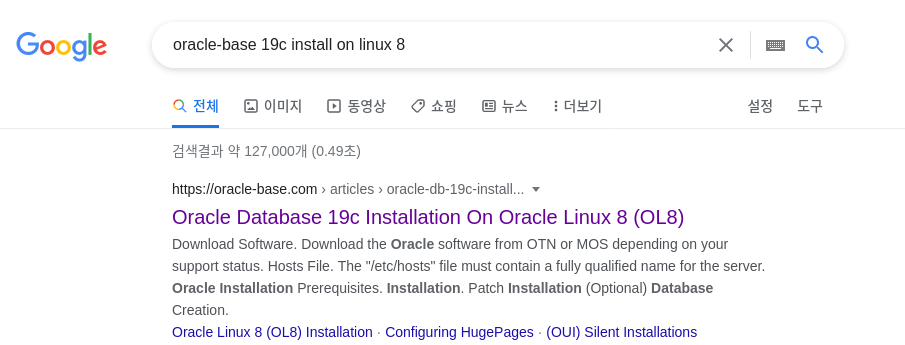 Google
oracle-base 19c install on linux 8
전체 이미지 동영상 쇼핑 뉴스 더보기 설정 도구
검색결과 약 127,000개 (0.49초)
https://oracle-base.com › articles › oracle-db-19c-install...
Oracle Database 19c Installation On Oracle Linux 8 (OL8)
Download Software. Download the Oracle software from OTN or MOS depending on your
support status. Hosts File. The "/etc/hosts" file must contain a fully qualified name for the server.
Oracle Installation Prerequisites. Installation. Patch Installation (Optional) Database
Creation.
Oracle Linux 8 (OL8) Installation · Configuring HugePages · (OUI) Silent Installations